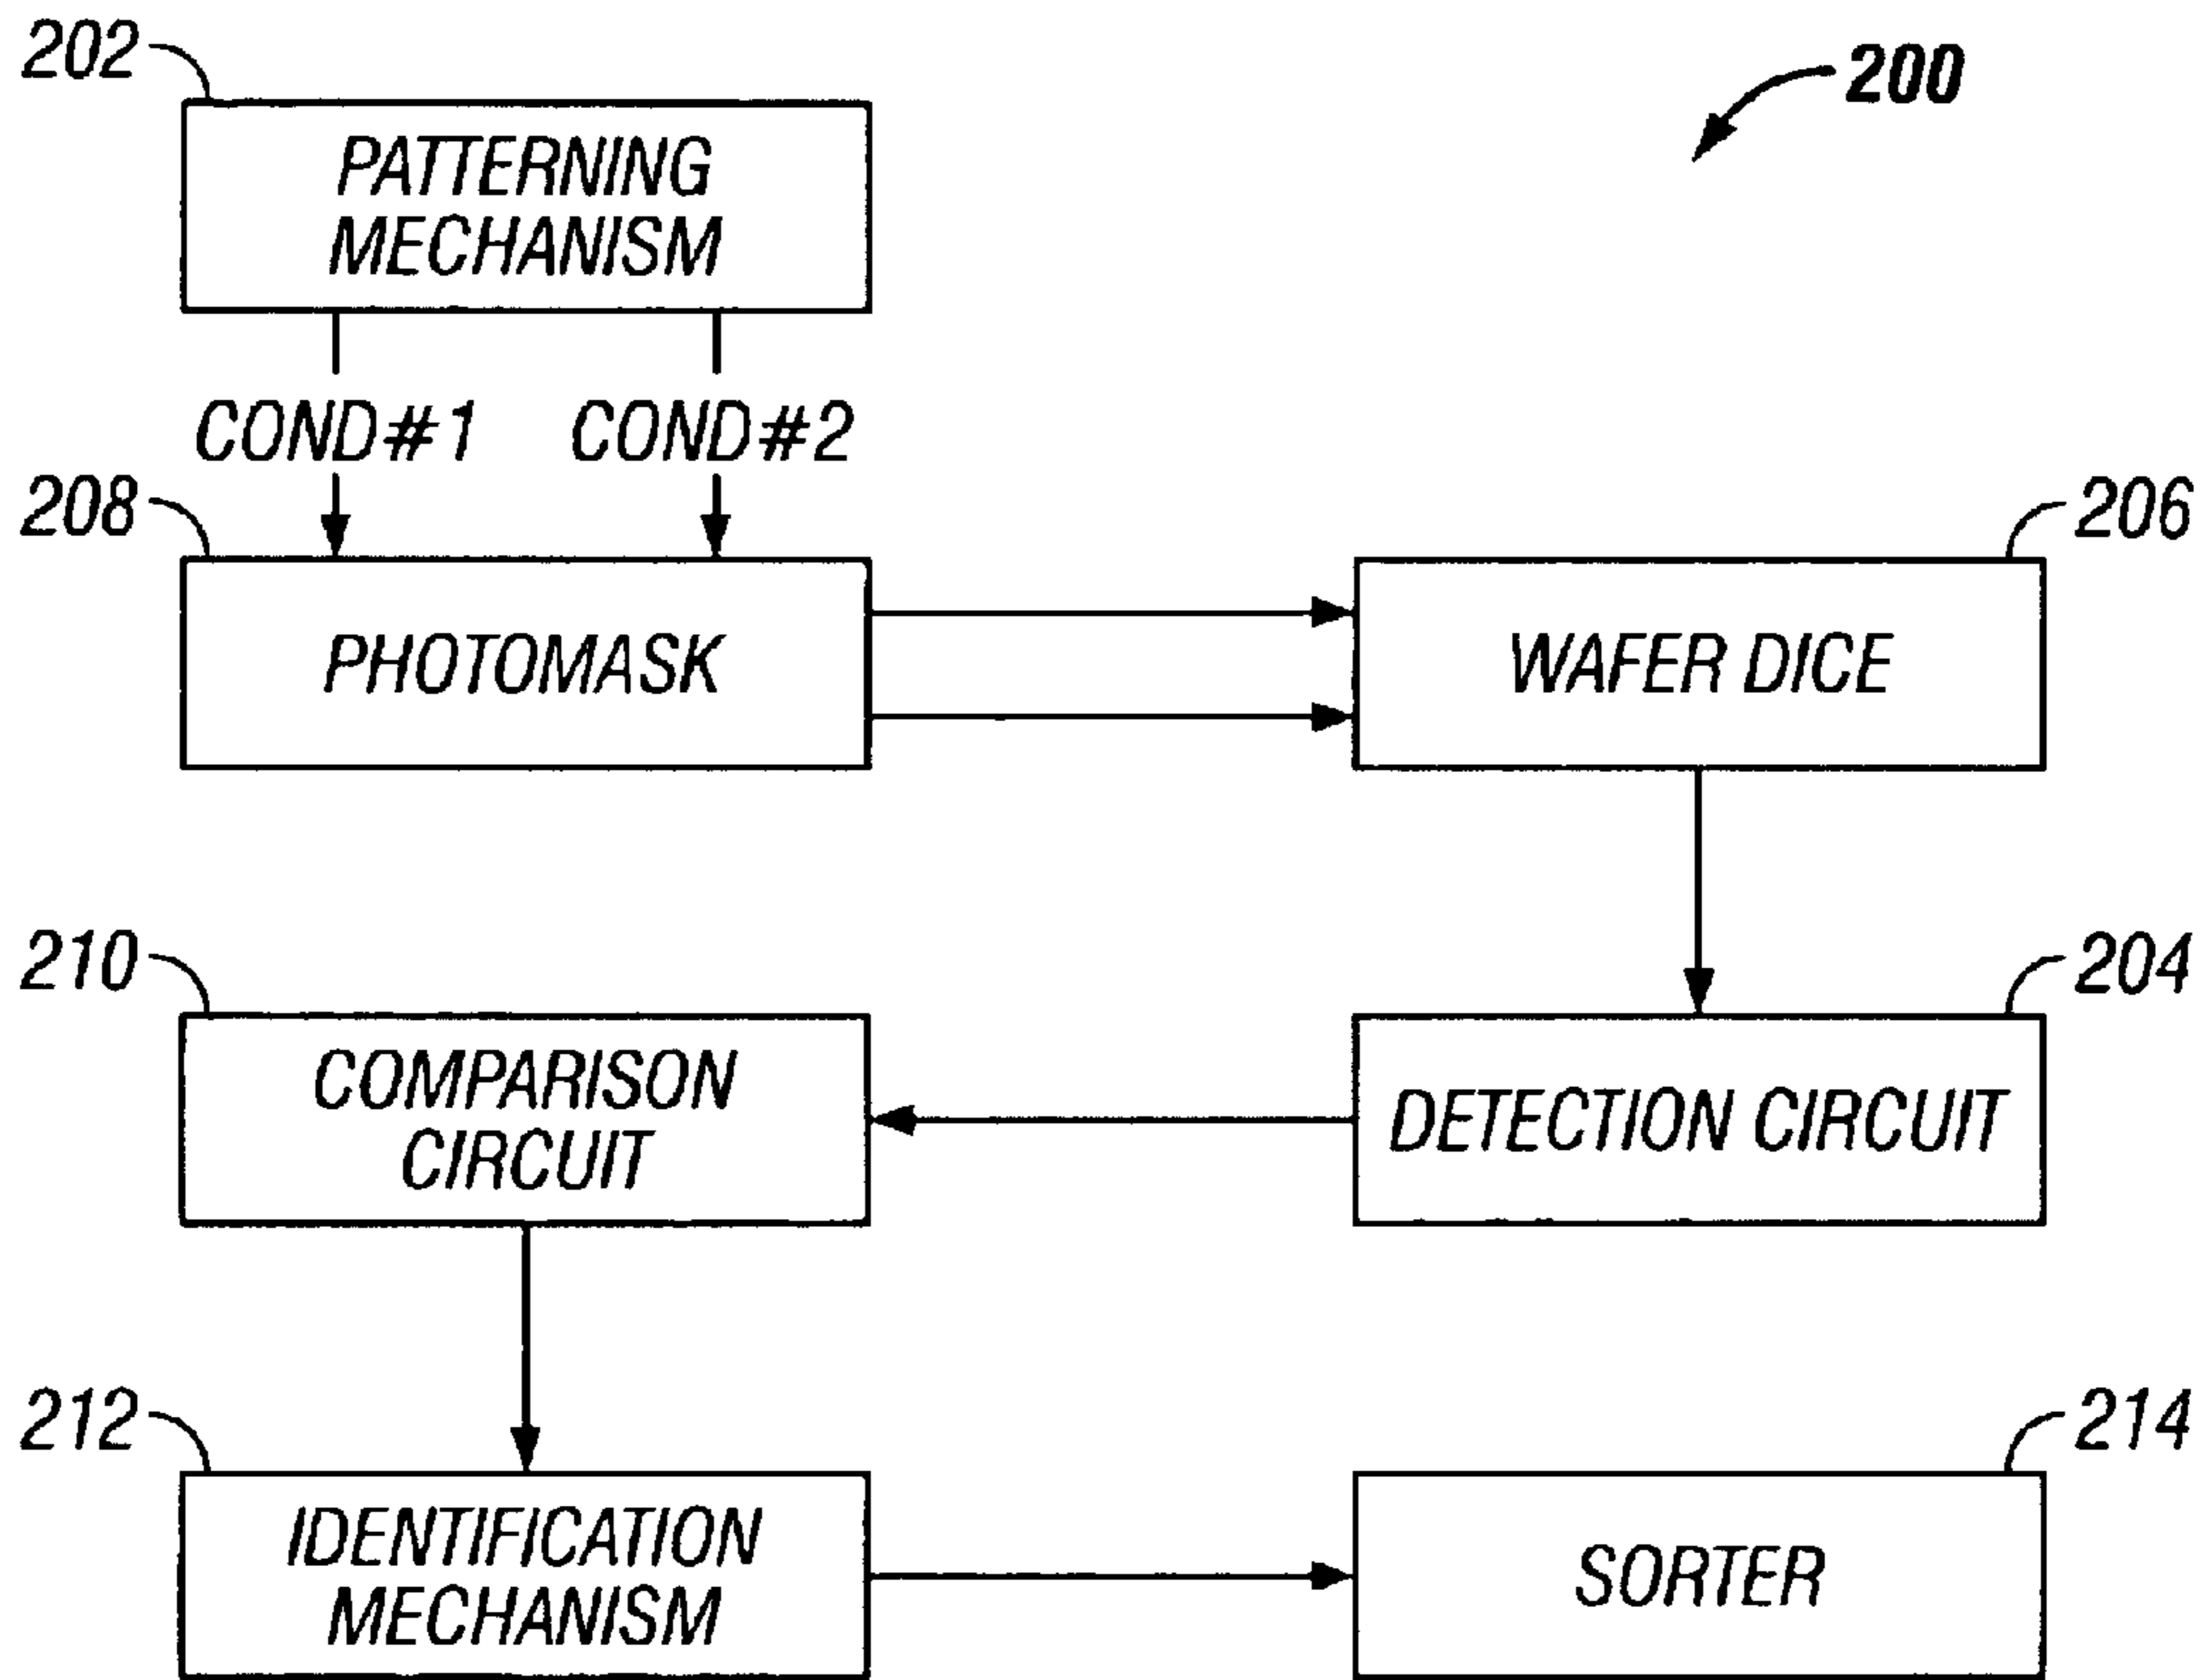 202
200
PATTERNING
MECHANISM
COND#1 COND#2
208
206
PHOTOMASK
WAFER DICE
210
204
COMPARISON
CIRCUIT
DETECTION CIRCUIT
212
214
IDENTIFICATION
MECHANISM
SORTER